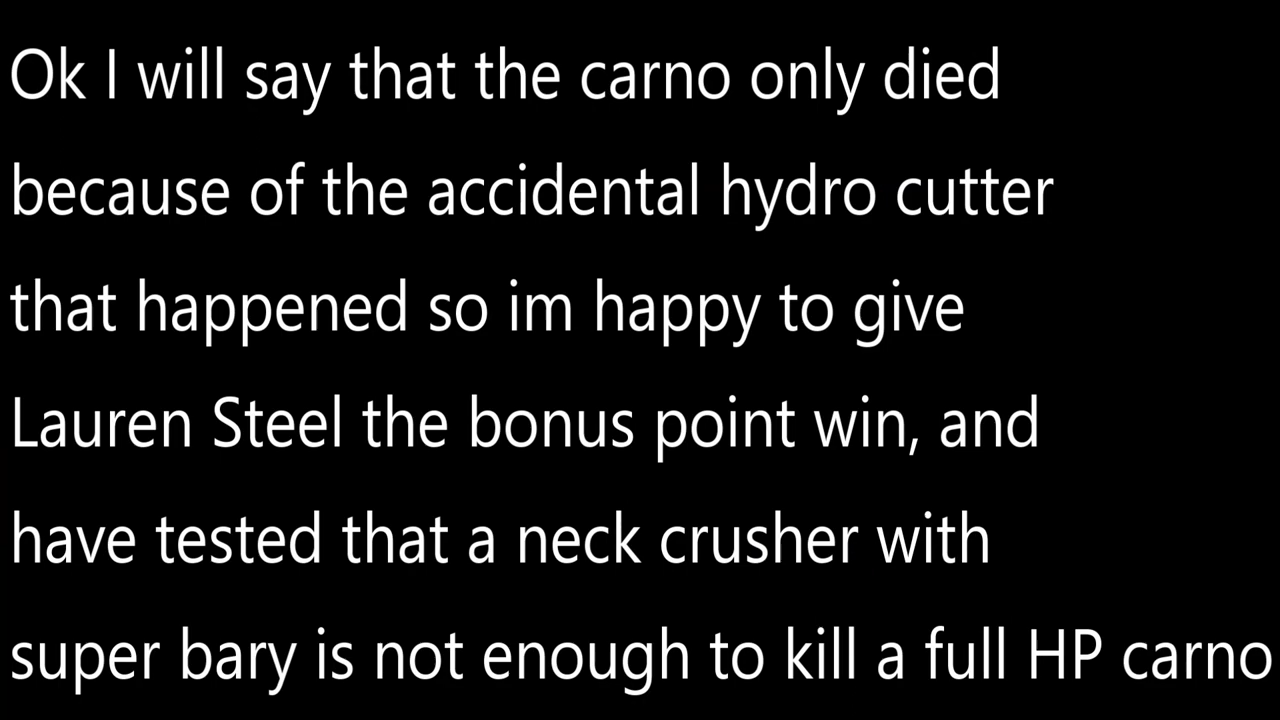 Ok I will say that the carno only died
because of the accidental hydro cutter
that happened so im happy to give
Lauren Steel the bonus point win, and
have tested that a neck crusher with
super bary is not enough to kill a full HP carno